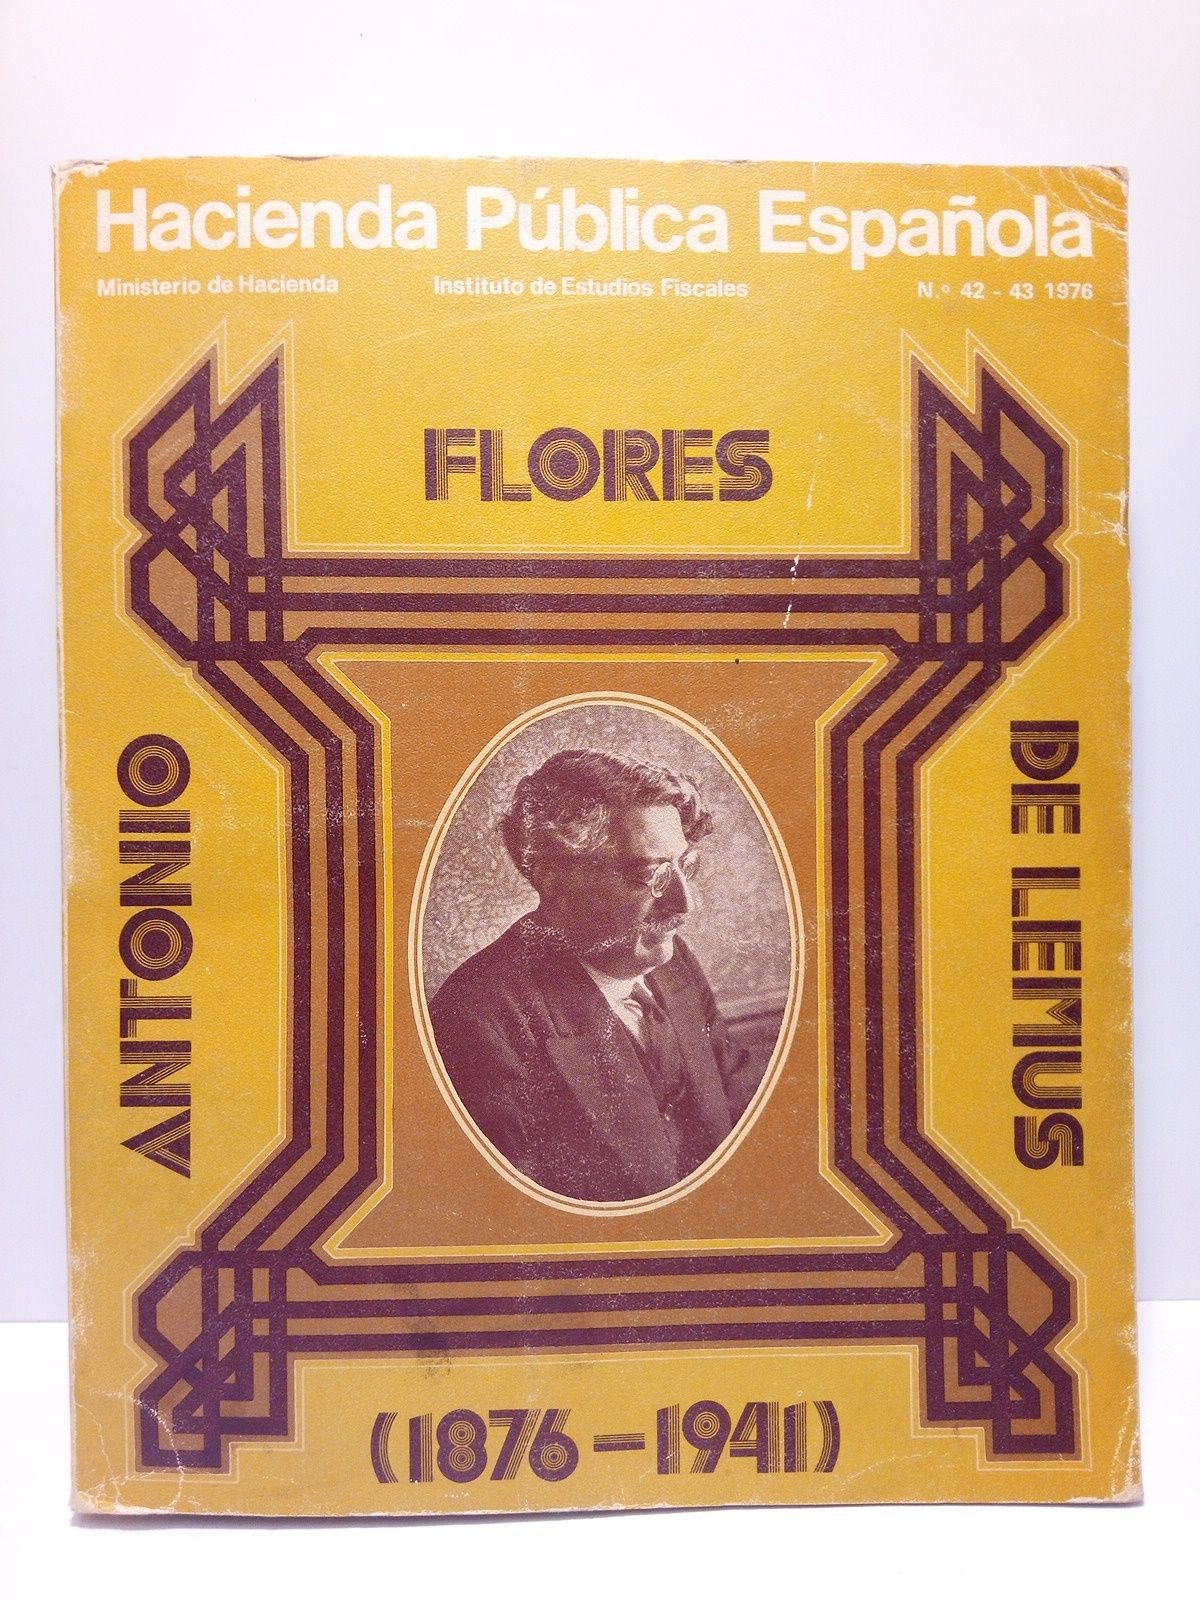 Hacienda Pública Española
Ministerio de Hacienda Instituto de Estudios Fiscales N.º 42 - 43 1976
ANTONIO
FLORES
DE LEMUS
(1876-1941)